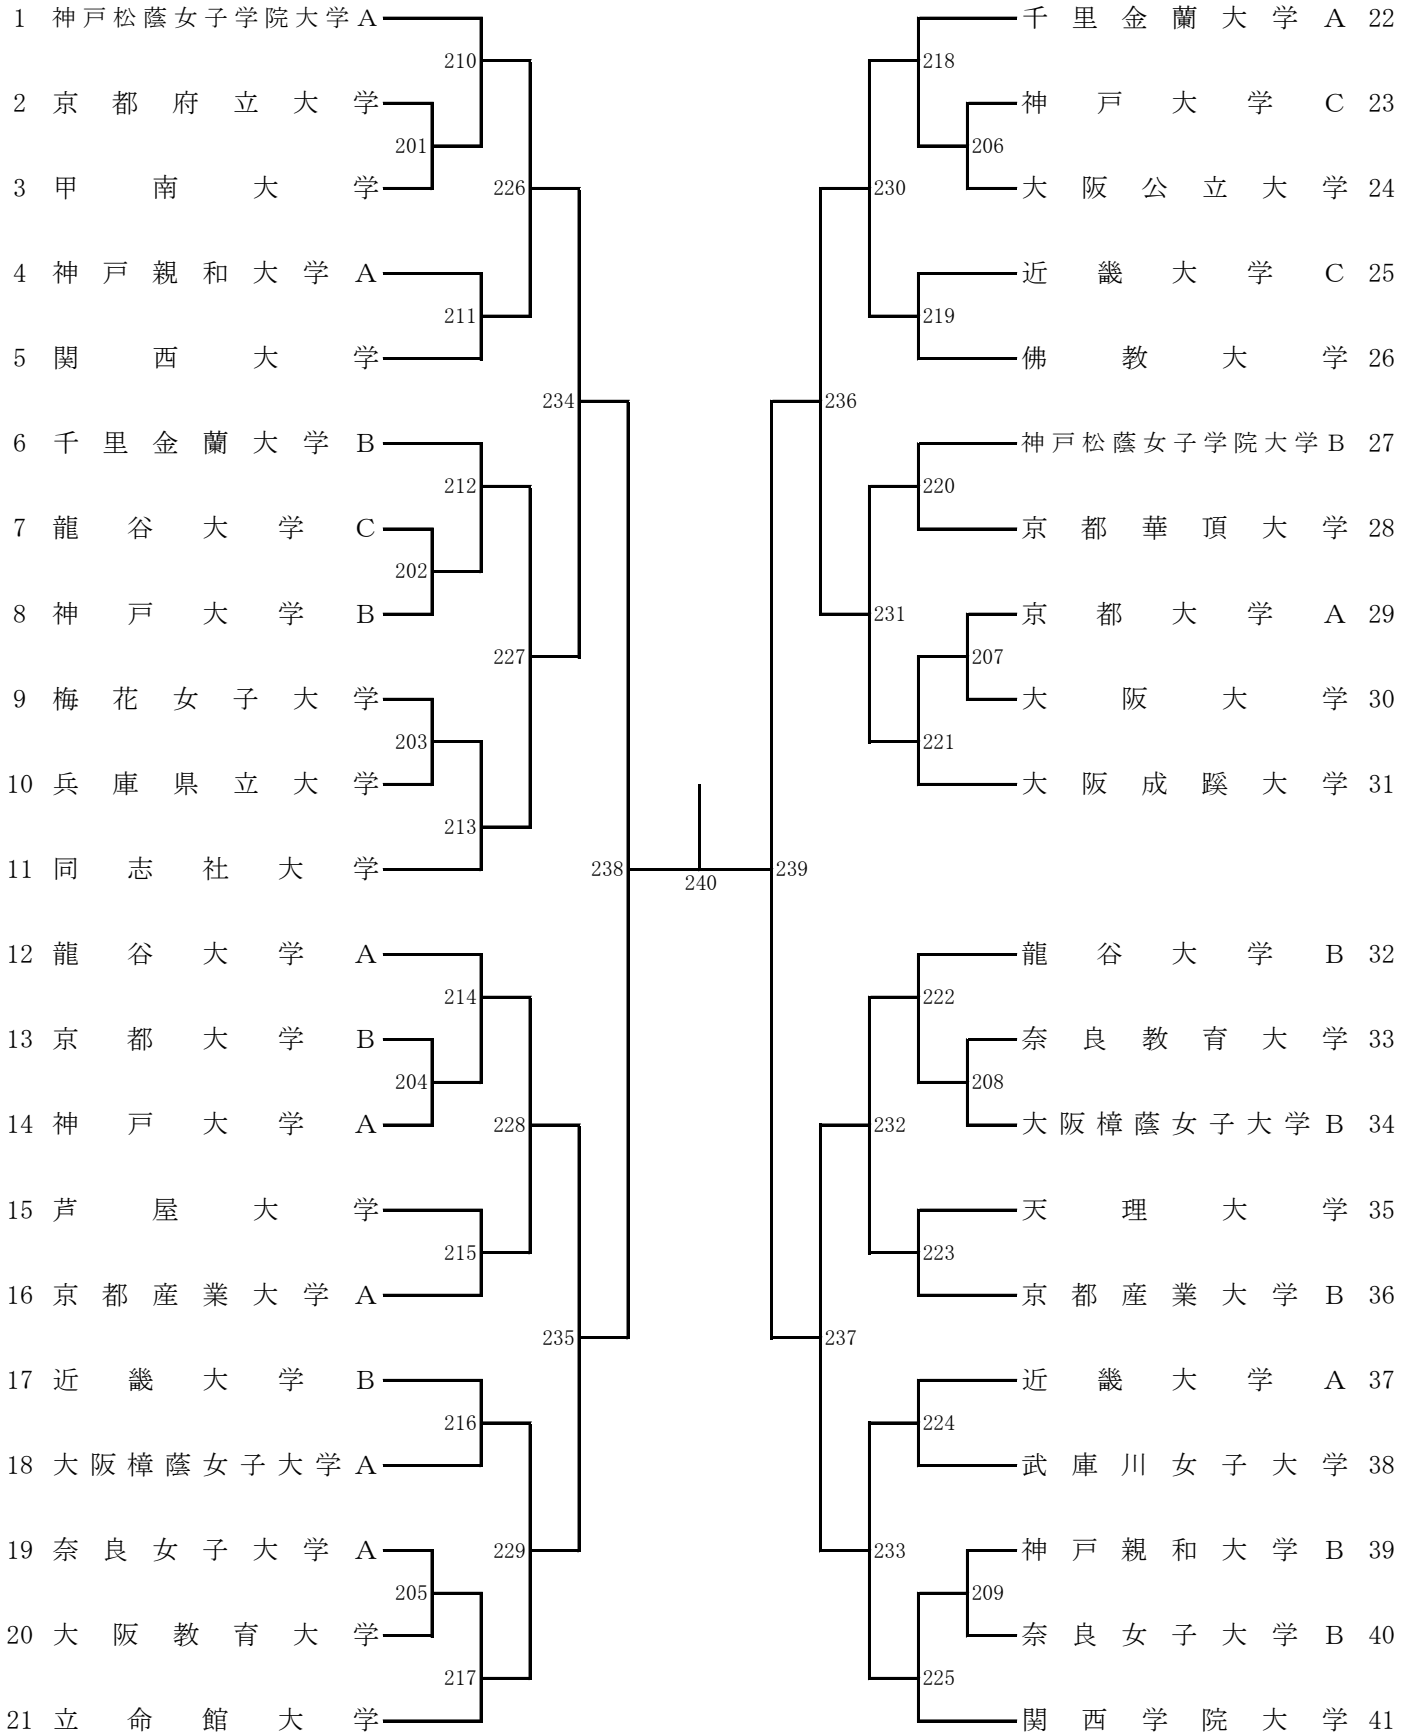 1 神戸松蔭女子学院大学A
210
2 京都府立大学
201
3 甲南大学
226
4 神戸親和大学A
211
5 関西大学
234
6 千里金蘭大学B
212
7 龍谷大学C
202
8 神戸大学B
227
9 梅花女子大学
203
10 兵庫県立大学
213
11 同志社大学
238
12 龍谷大学A
214
13 京都大学B
204
14 神戸大学A
228
15 芦屋大学
215
16 京都産業大学A
235
17 近畿大学B
216
18 大阪樟蔭女子大学A
19 奈良女子大学A
229
205
20 大阪教育大学
217
21 立命館大学
240
千里金蘭大学A 22
218
神戸大学C 23
206
大阪公立大学 24
230
近畿大学C 25
219
佛教大学 26
236
神戸松蔭女子学院大学B 27
220
京都華頂大学 28
京都大学A 29
231
207
大阪大学 30
221
大阪成蹊大学 31
239
龍谷大学B 32
222
奈良教育大学 33
208
大阪樟蔭女子大学B 34
232
天理大学 35
223
京都産業大学B 36
237
近畿大学A 37
224
武庫川女子大学 38
神戸親和大学B 39
233
209
奈良女子大学B 40
225
関西学院大学 41